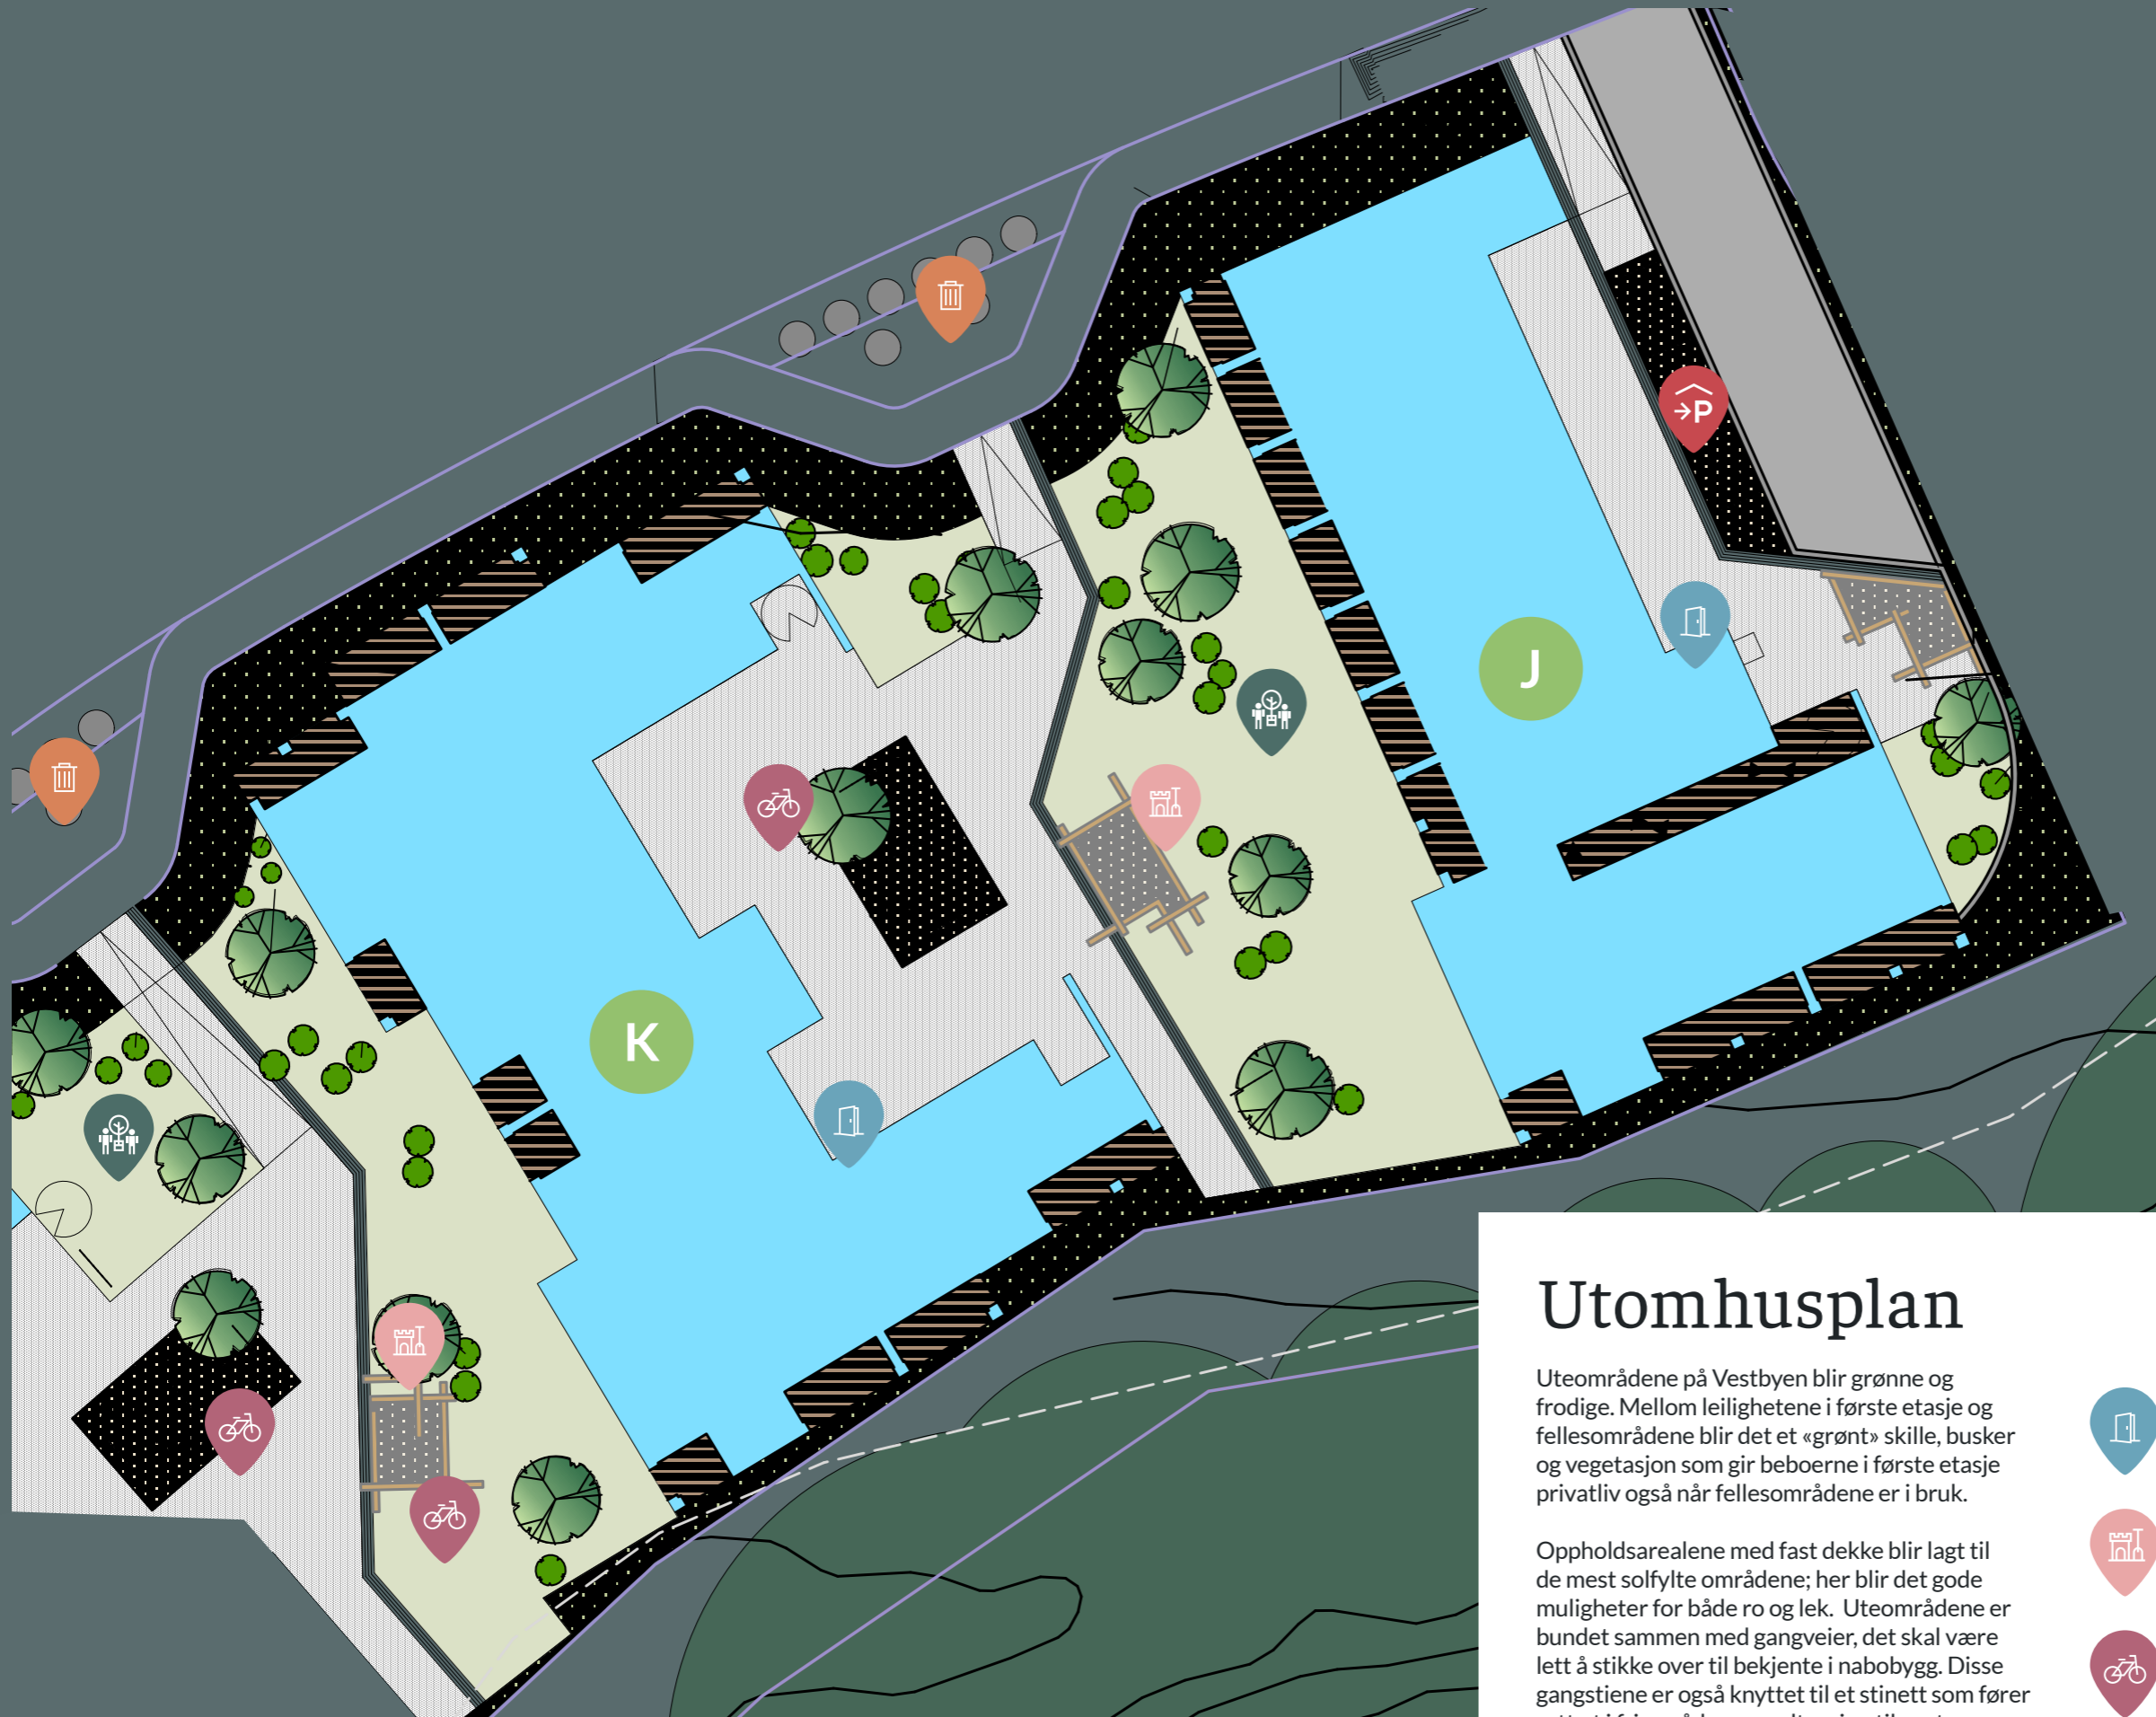 P
J
K
Utomhusplan
Uteområdene på Vestbyen blir grønne og
frodige. Mellom leilighetene i første etasje og
fellesområdene blir det et «grønt» skille, busker
og vegetasjon som gir beboerne i første etasje
privatliv også når fellesområdene er i bruk.
Oppholdsarealene med fast dekke blir lagt til
de mest solfylte områdene; her blir det gode
muligheter for både ro og lek. Uteområdene er
bundet sammen med gangveier, det skal være
lett å stikke over til bekjente i nabobygg. Disse
gangstiene er også knyttet til et stinett som fører